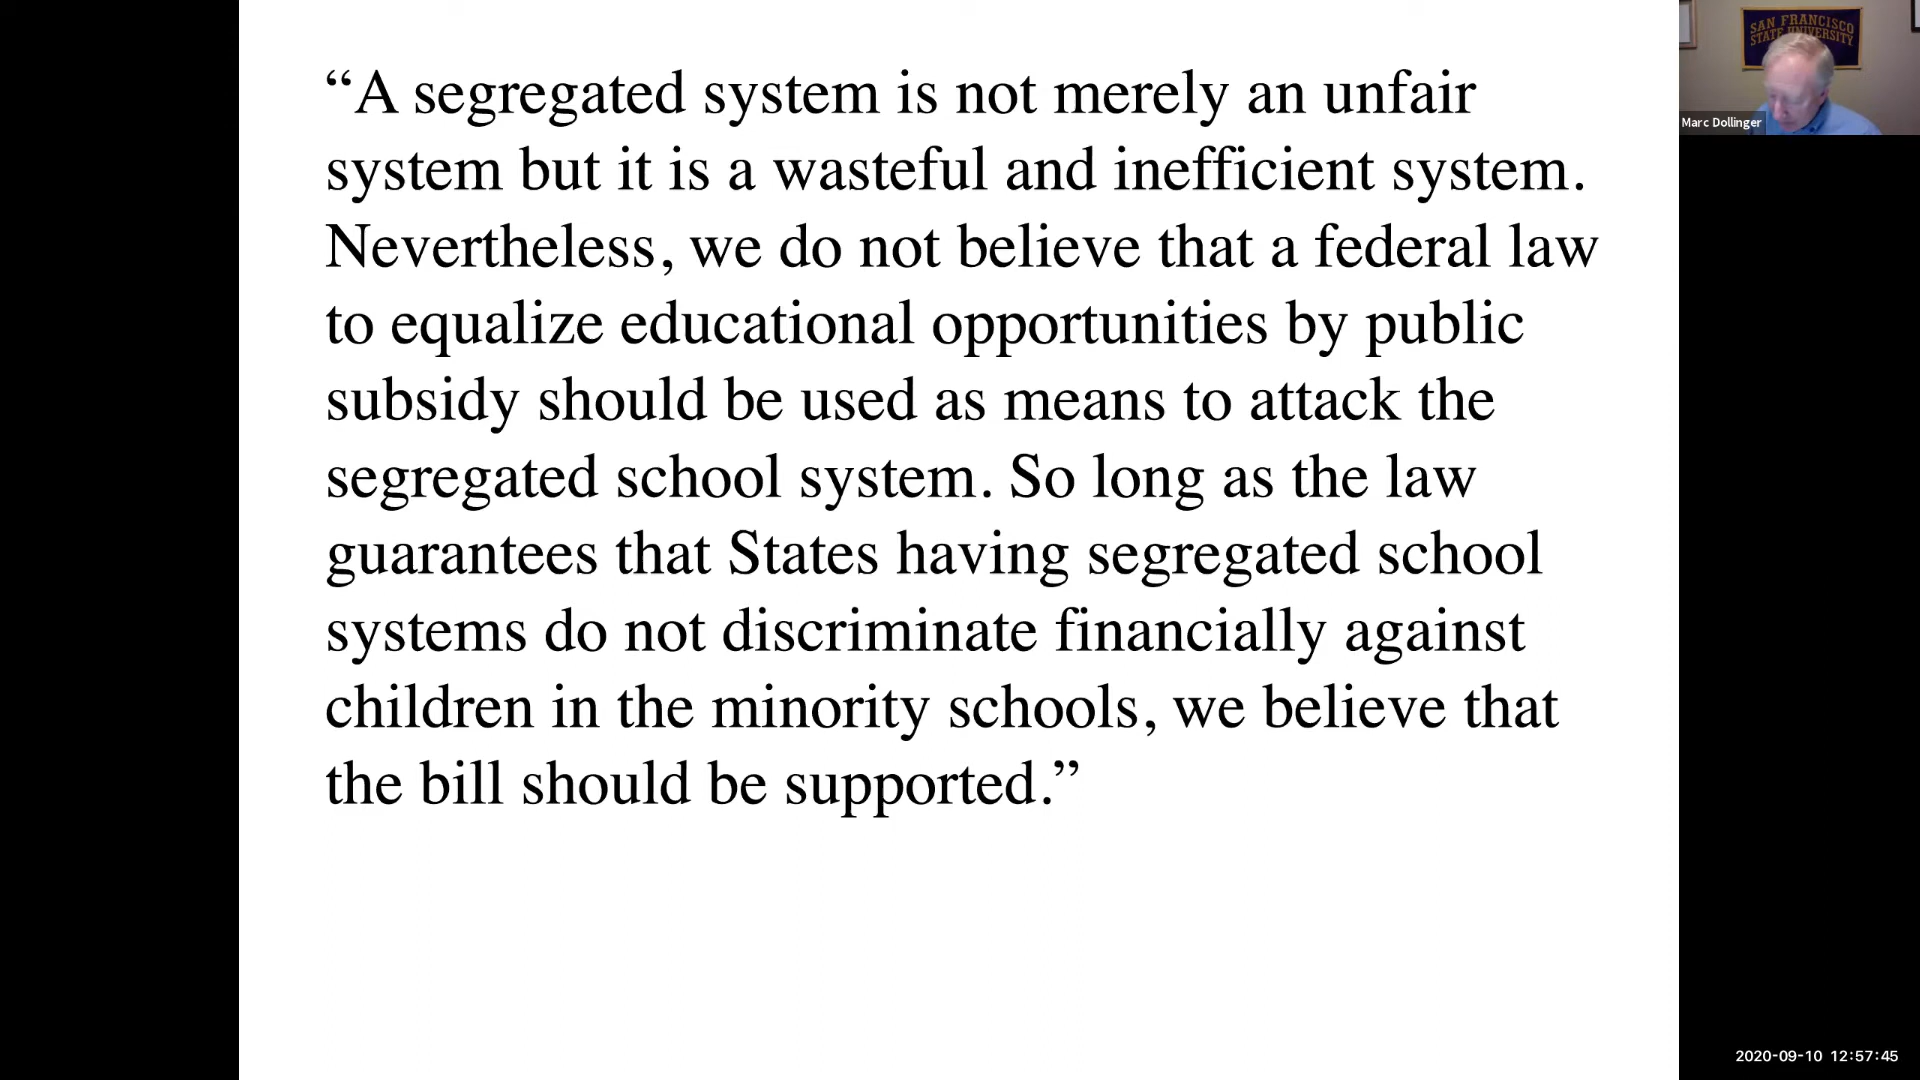 “A segregated system is not merely an unfair
system but it is a wasteful and inefficient system.
Nevertheless, we do not believe that a federal law
to equalize educational opportunities by public
subsidy should be used as means to attack the
segregated school system. So long as the law
guarantees that States having segregated school
systems do not discriminate financially against
children in the minority schools, we believe that
the bill should be supported.”
SAN FRANCISCO
STATE UNIVERSITY
Marc Dollinger
2020-09-10 12:57:45